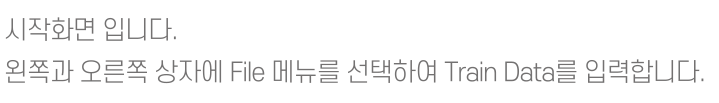 시작화면 입니다.
왼쪽과 오른쪽 상자에 File 메뉴를 선택하여 Train Data를 입력합니다.